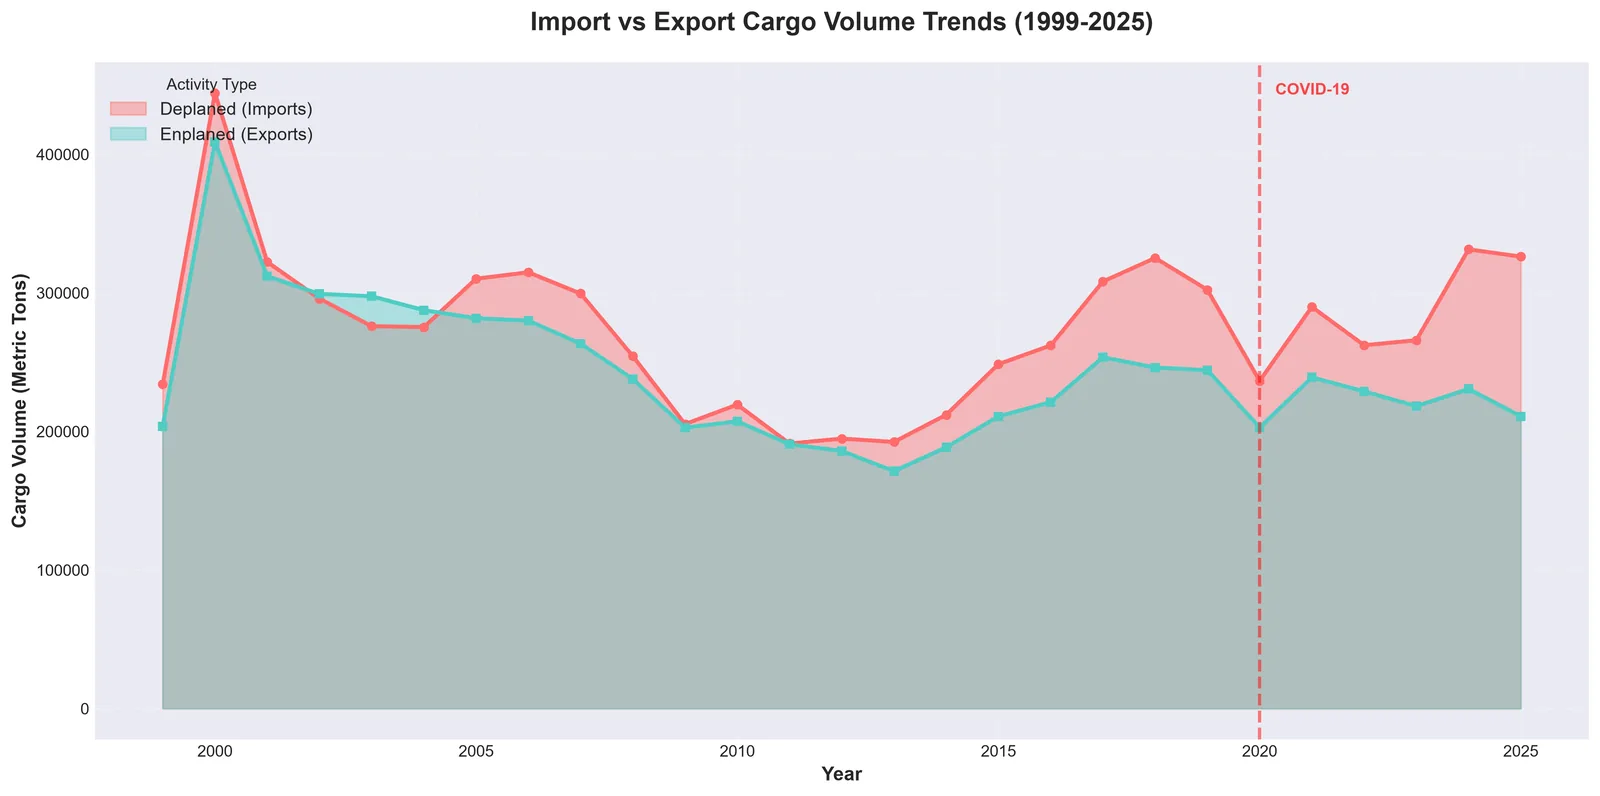 Import vs Export Cargo Volume Trends (1999-2025)
Activity Type
Deplaned (Imports)
Enplaned (Exports)
COVID-19
Cargo Volume (Metric Tons)
400000
300000
200000
100000
0
2000 2005 2010 2015 2020 2025
Year